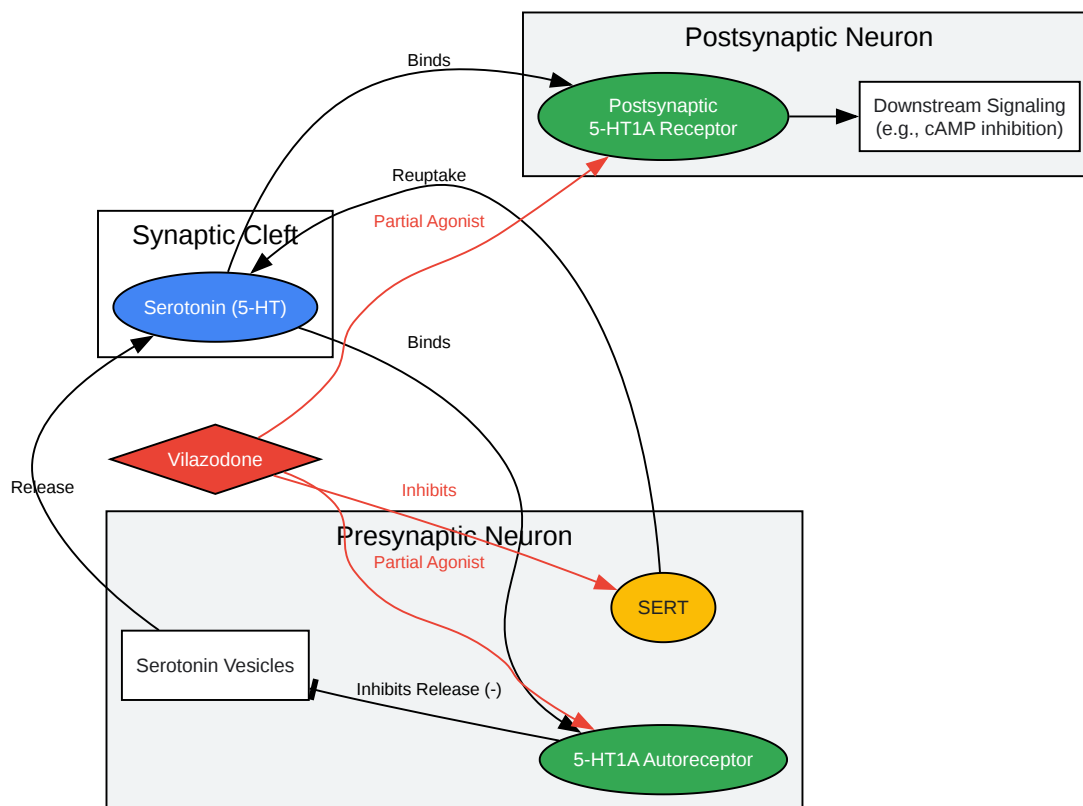 Postsynaptic Neuron
Binds
Postsynaptic
5-HT1A Receptor
Downstream Signaling
(e.g., cAMP inhibition)
Reuptake
Partial Agonist
Synaptic Cleft
Serotonin (5-HT)
Binds
Vilazodone
Release
Inhibits
Presynaptic Neuron
Partial Agonist
SERT
Serotonin Vesicles
Inhibits Release (-)
5-HT1A Autoreceptor